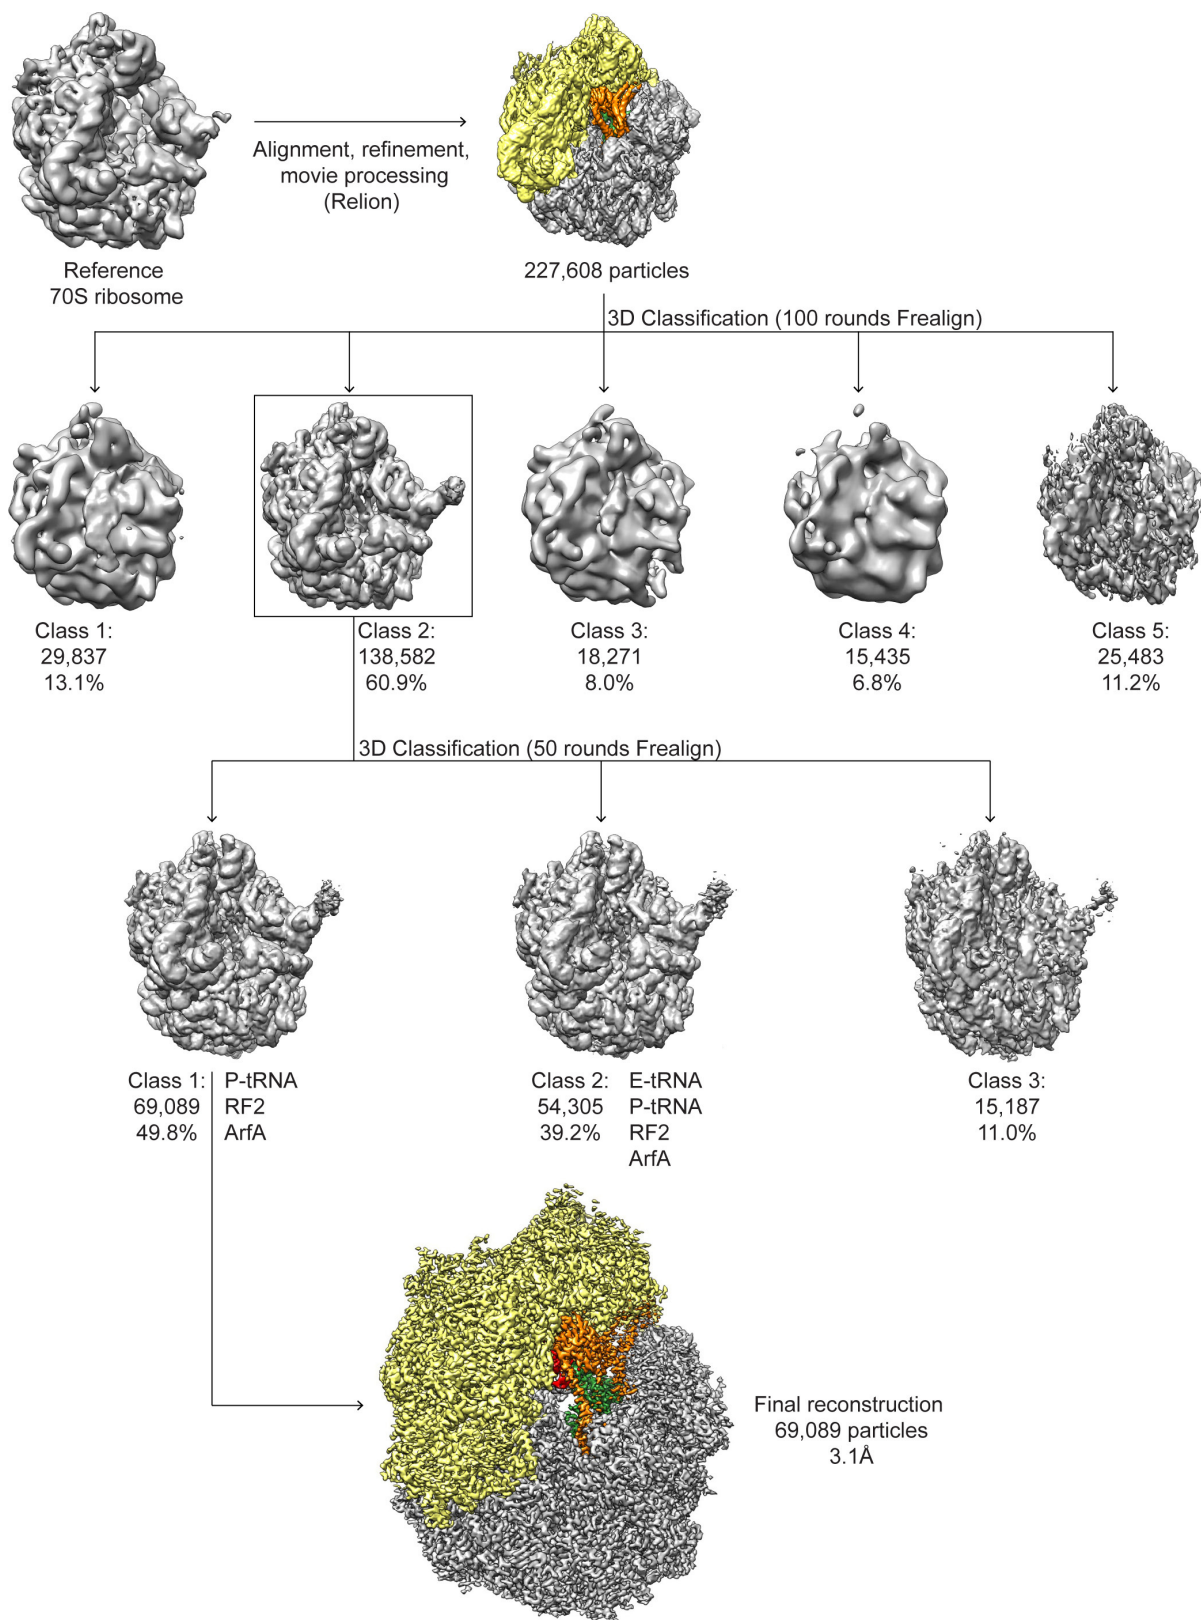 Alignment, refinement,
movie processing
(Relion)
Reference
70S ribosome
227,608 particles
3D Classification (100 rounds Frealign)
Class 1:
29,837
13.1%
Class 2:
138,582
60.9%
Class 3:
18,271
8.0%
Class 4:
15,435
6.8%
Class 5:
25,483
11.2%
3D Classification (50 rounds Frealign)
Class 1: P-tRNA
69,089 RF2
49.8% ArfA
Class 2: E-tRNA
54,305 P-tRNA
39.2% RF2
ArfA
Class 3:
15,187
11.0%
Final reconstruction
69,089 particles
3.1Å